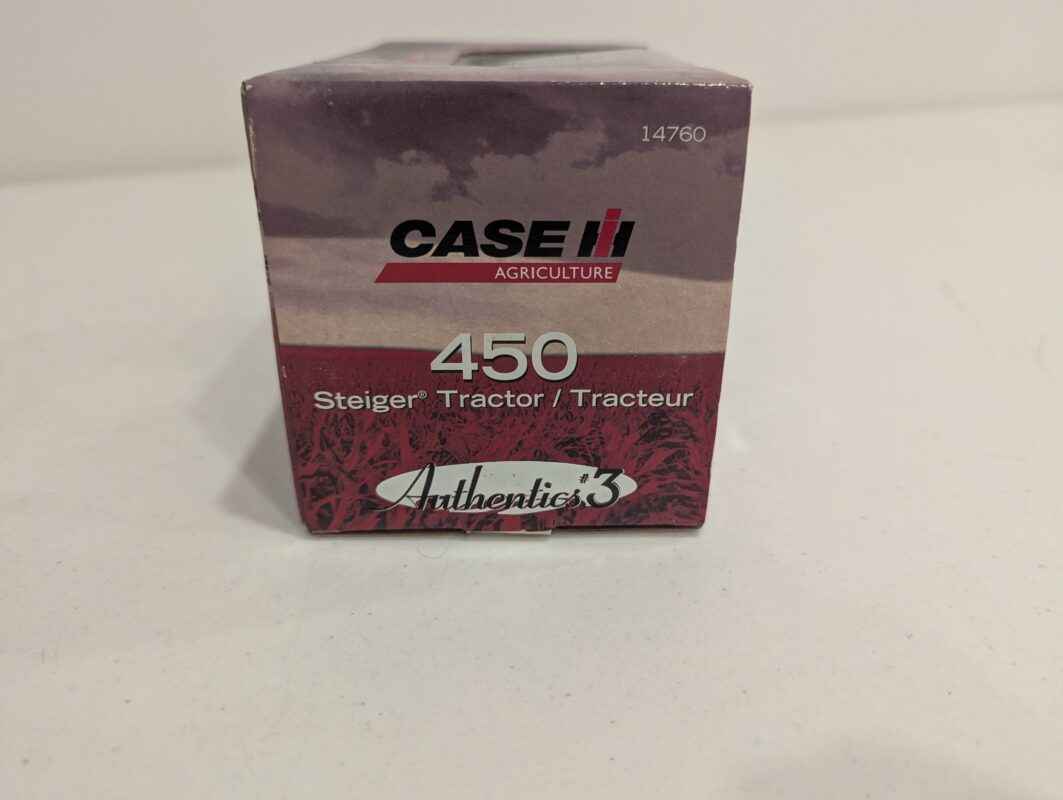 14760
CASE IH
AGRICULTURE
450
Steiger® Tractor / Tracteur
Authentics #3